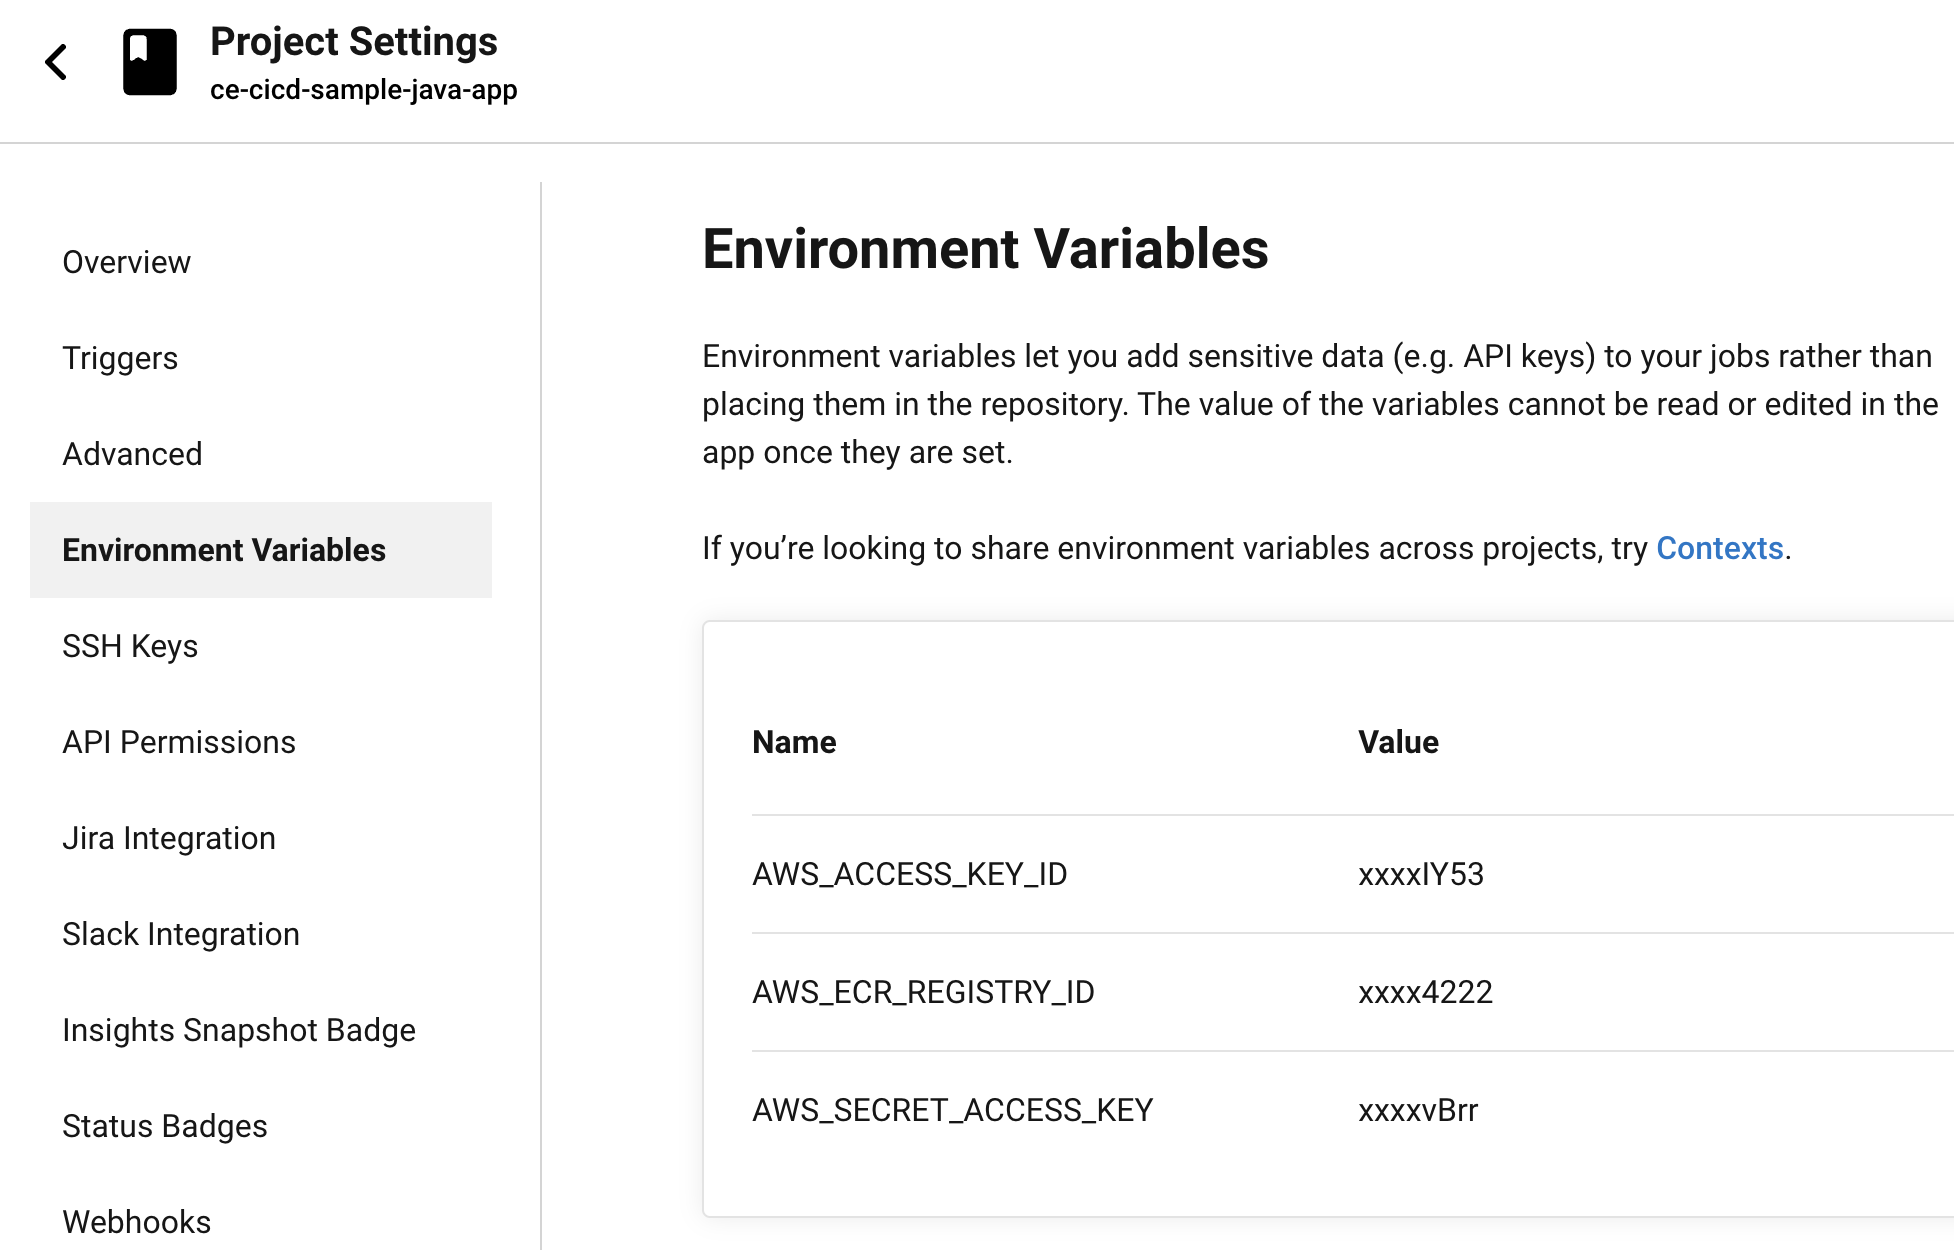 Project Settings
ce-cicd-sample-java-app
Overview
Triggers
Advanced
Environment Variables
SSH Keys
API Permissions
Jira Integration
Slack Integration
Insights Snapshot Badge
Status Badges
Webhooks
Environment Variables
Environment variables let you add sensitive data (e.g. API keys) to your jobs rather than
placing them in the repository. The value of the variables cannot be read or edited in the
app once they are set.
If you’re looking to share environment variables across projects, try Contexts.
Name Value
AWS_ACCESS_KEY_ID xxxxIY53
AWS_ECR_REGISTRY_ID xxxx4222
AWS_SECRET_ACCESS_KEY xxxxvBrr